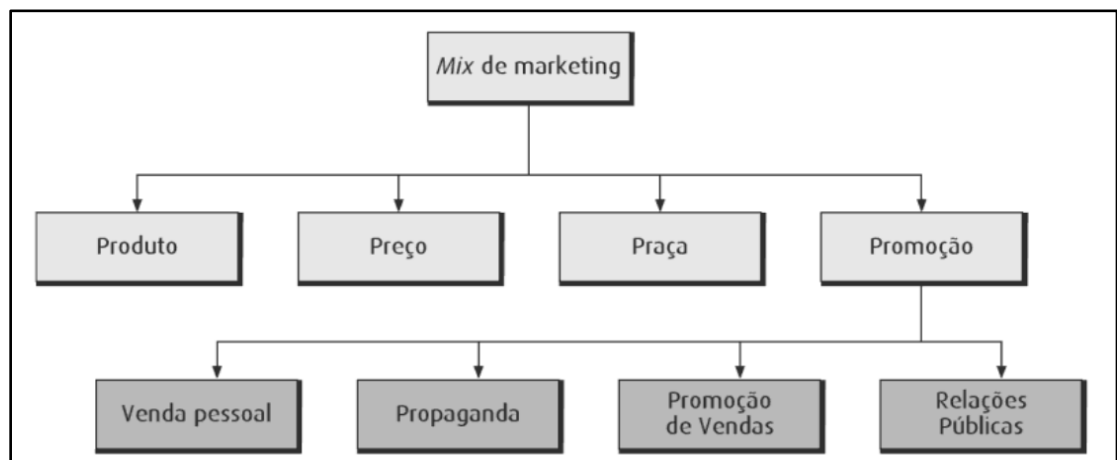 Mix de marketing
Produto
Preço
Praça
Promoção
Venda pessoal
Propaganda
Promoção
de Vendas
Relações
Públicas